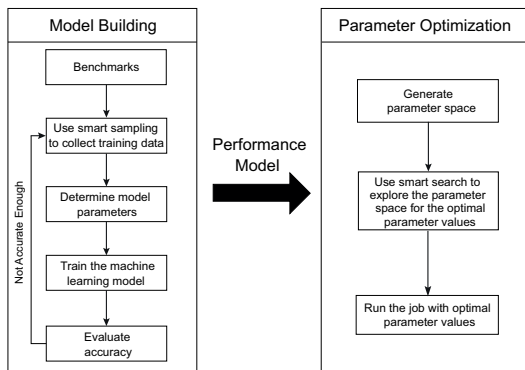 Model Building
Benchmarks
Use smart sampling
to collect training data
Determine model
parameters
Train the machine
learning model
Evaluate
accuracy
Not Accurate Enough
Performance
Model
Parameter Optimization
Generate
parameter space
Use smart search to
explore the parameter
space for the optimal
parameter values
Run the job with optimal
parameter values